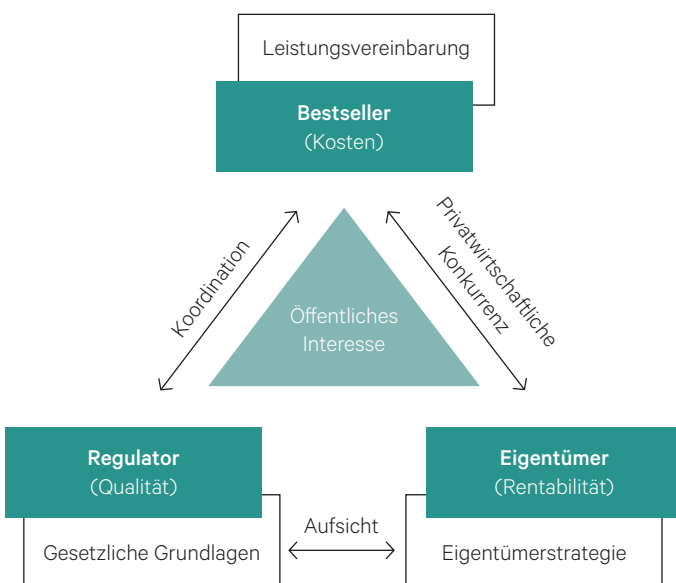 Leistungsvereinbarung
Bestseller
(Kosten)
Koordination
Privatwirtschaftliche
Konkurrenz
Öffentliches
Interesse
Regulator
(Qualität)
Eigentümer
(Rentabilität)
Aufsicht
Gesetzliche Grundlagen
Eigentümerstrategie